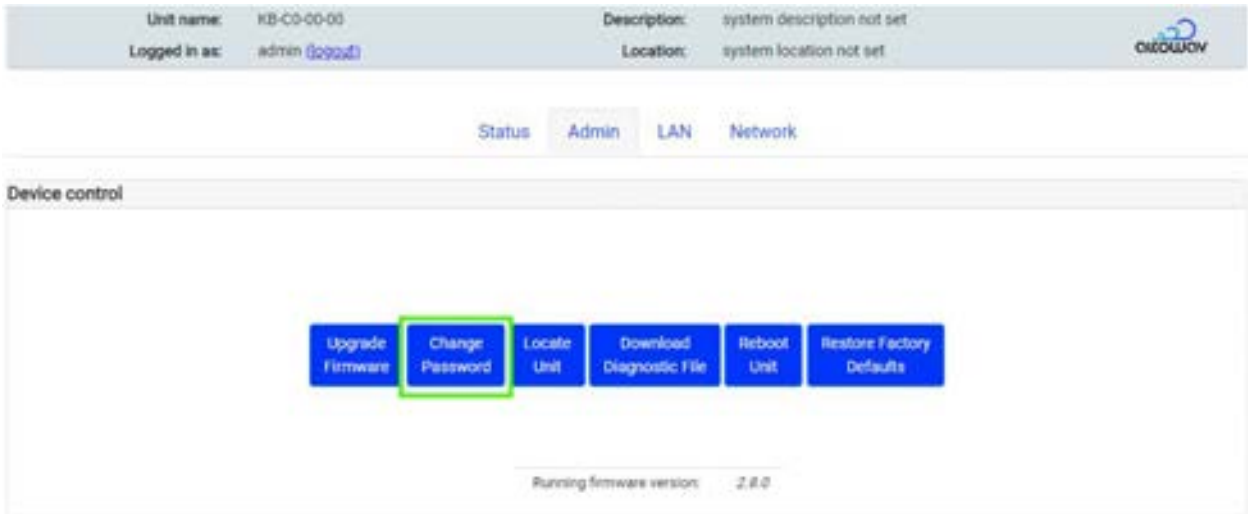 Unit name: KB-C0-00-00 Description: system description not set
Logged in as: admin (logout) Location: system location not set
Status Admin LAN Network
Device control
Upgrade Firmware
Change Password
Locate Unit
Download Diagnostic File
Reboot Unit
Restore Factory Defaults
Running firmware version: 2.8.0